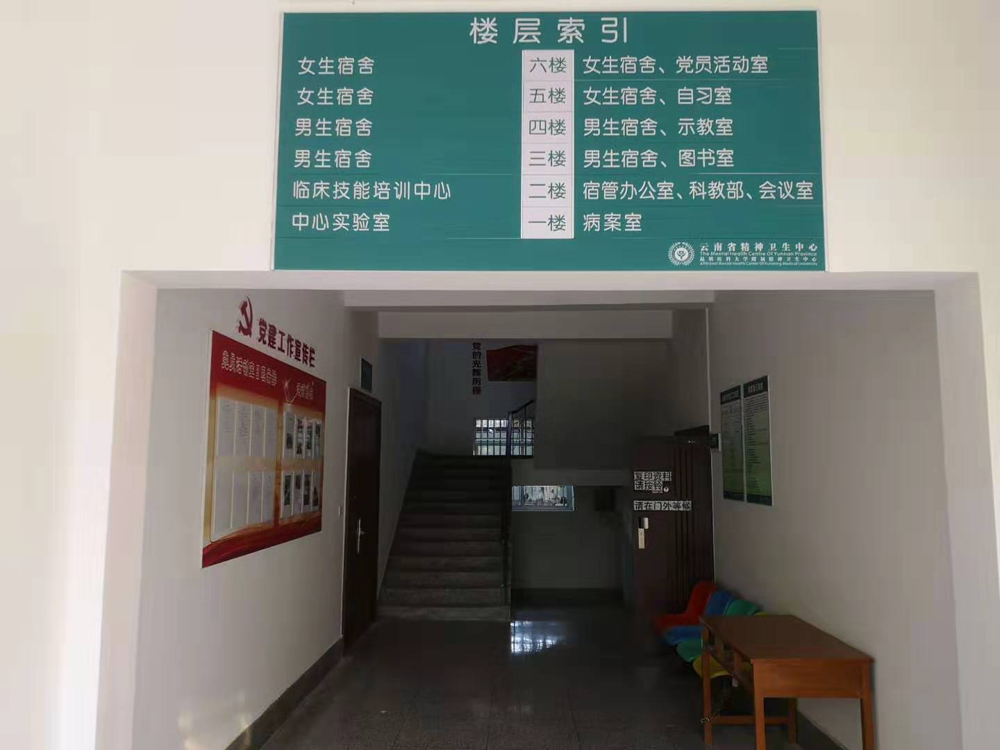 楼层索引
女生宿舍 六楼 女生宿舍、党员活动室
女生宿舍 五楼 女生宿舍、自习室
男生宿舍 四楼 男生宿舍、示教室
男生宿舍 三楼 男生宿舍、图书室
临床技能培训中心 二楼 宿管办公室、科教部、会议室
中心实验室 一楼 病案室
云南省精神卫生中心
The Mental Health Centre Of Yunnan Province
昆明医科大学附属精神卫生中心
Affiliated Mental Health Center Of Kunming Medical University
党建工作宣传栏
党的光辉历程
复印资料
请按铃
请在门外等候